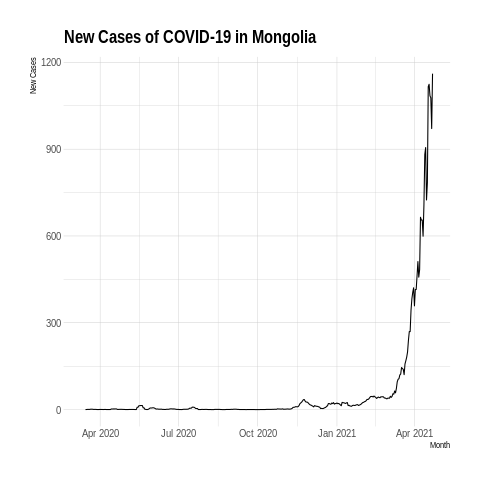 New Cases of COVID-19 in Mongolia
New Cases
1200
900
600
300
0
Apr 2020 Jul 2020 Oct 2020 Jan 2021 Apr 2021
Month